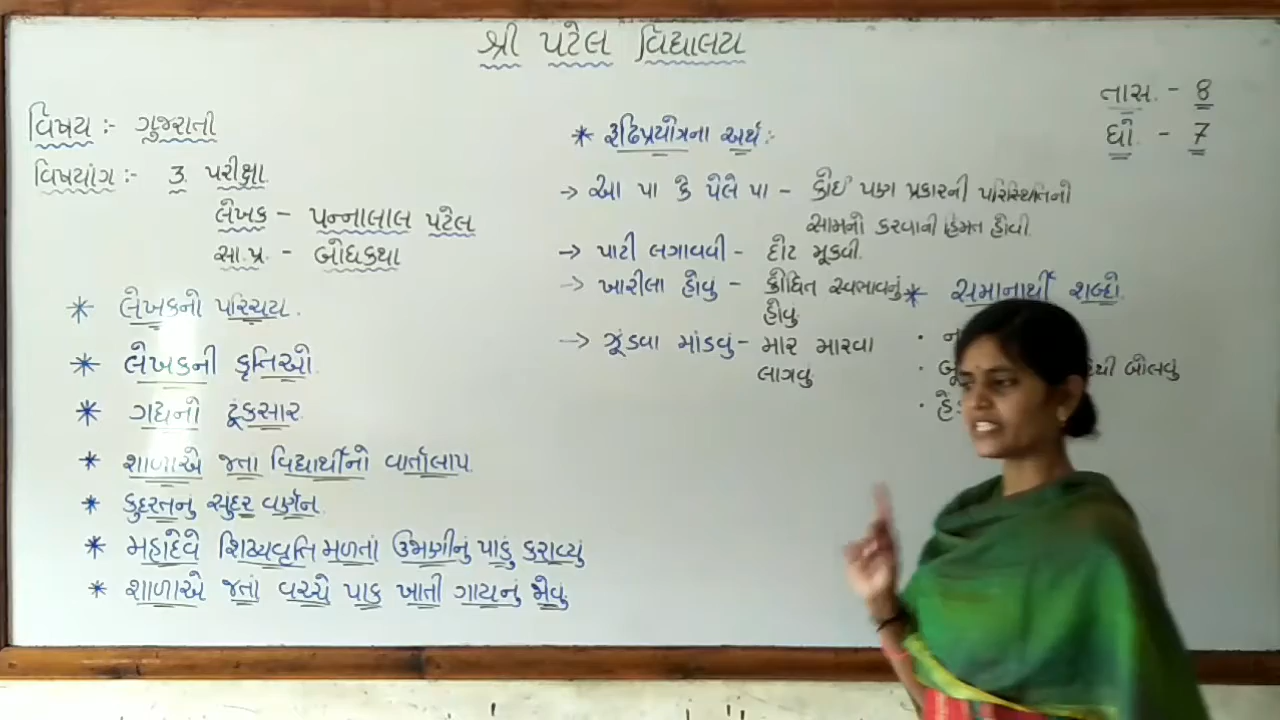 શ્રી પટેલ વિદ્યાલય
તાસ. - 8
ધો. - 7
વિષય :- ગુજરાતી
વિષયાંગ :- 3. પરીક્ષા
લેખક - પન્નાલાલ પટેલ
સા.પ્ર. - બોધકથા
* લેખકનો પરિચય.
* લેખકની કૃતિઓ.
* ગદ્યનો ટૂંકસાર
* શાળાએ જતા વિદ્યાર્થીનો વાર્તાલાપ
* કુદરતનું સુંદર વર્ણન
* મહાદેવે શિષ્યવૃતિ મળતાં ઉજાણીનું પાકું કરાવ્યું
* શાળાએ જતાં વચ્ચે પાક ખાતી ગાયનું જોવું
* રૂઢિપ્રયોગના અર્થ :-
→ આ પા કે પેલે પા - કોઈ પણ પ્રકારની પરિસ્થિતિનો
સામનો કરવાની હિંમત હોવી.
→ પાટી લગાવવી - દોટ મૂકવી.
→ ખારીલા હોવુ - ક્રોધિત સ્વભાવનું
હોવુ
→ ઝૂંડવા માંડવું - માર મારવા
લાગવુ
* સમાનાર્થી શબ્દો.
બોલવુ